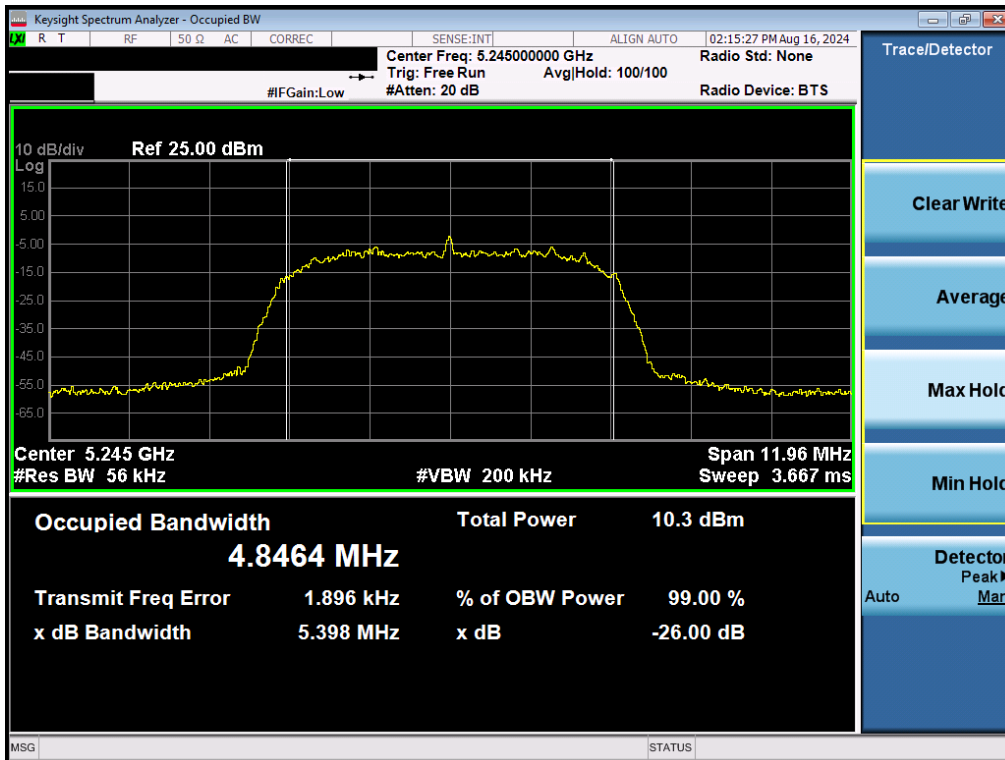 Keysight Spectrum Analyzer - Occupied BW
LXI R T RF 50 Ω AC CORREC SENSE:INT ALIGN AUTO 02:15:27 PM Aug 16, 2024
Center Freq: 5.245000000 GHz Radio Std: None
Trig: Free Run Avg|Hold: 100/100
#IFGain:Low #Atten: 20 dB Radio Device: BTS
Trace/Detector
10 dB/div Ref 25.00 dBm
Log
15.0
5.00
-5.00
-15.0
-25.0
-35.0
-45.0
-55.0
-65.0
Center 5.245 GHz Span 11.96 MHz
#Res BW 56 kHz #VBW 200 kHz Sweep 3.667 ms
Occupied Bandwidth Total Power 10.3 dBm
4.8464 MHz
Transmit Freq Error 1.896 kHz % of OBW Power 99.00 %
x dB Bandwidth 5.398 MHz x dB -26.00 dB
Clear Write
Average
Max Hold
Min Hold
Detector
Peak
Auto Man
MSG STATUS